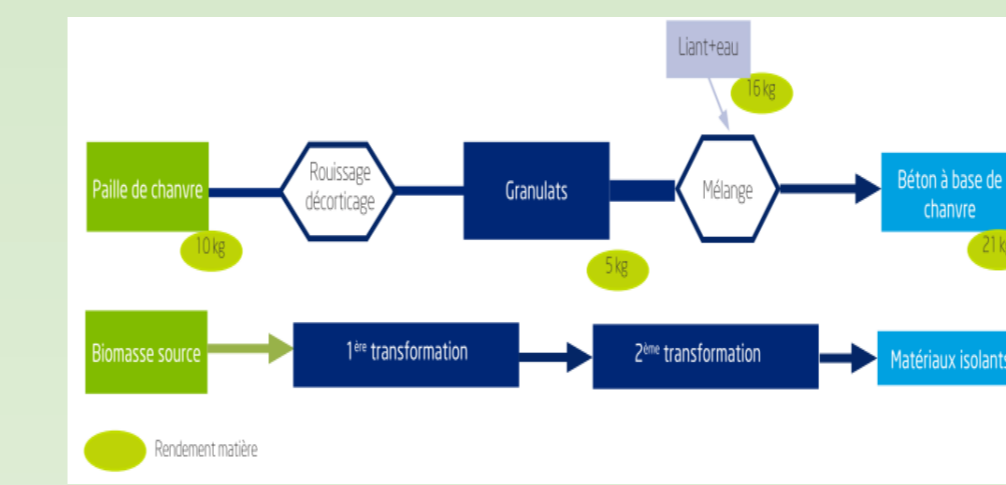 Liant+eau
16 kg
Paille de chanvre
Rouissage
décorticage
Granulats
Mélange
Béton à base de
chanvre
10 kg
5 kg
21 k
Biomasse source
1ère transformation
2ème transformation
Matériaux isolants
Rendement matière